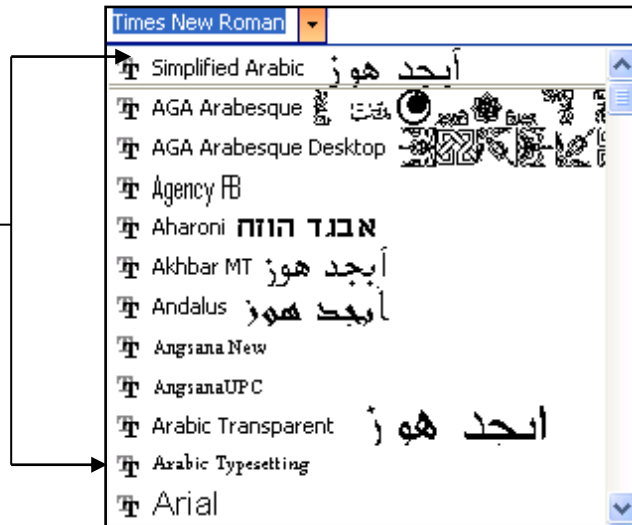 Times New Roman
Simplified Arabic أبجد هوز
AGA Arabesque
AGA Arabesque Desktop
Agency FB
Aharoni אבגד הוזח
Akhbar MT أبجد هوز
Andalus أبجد هوز
Angsana New
AngsanaUPC
Arabic Transparent أبجد هوز
Arabic Typesetting
Arial